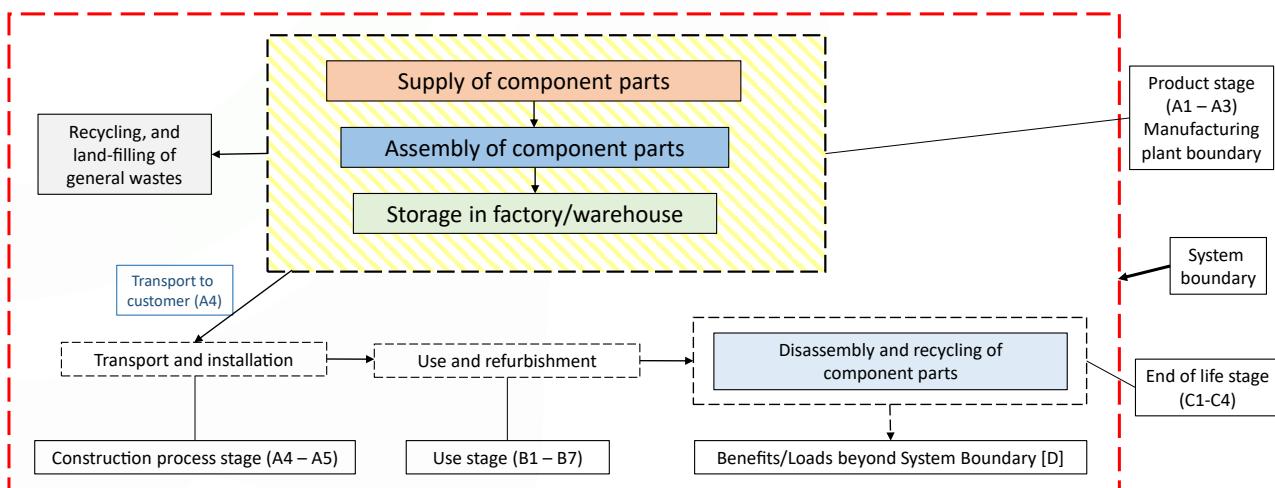 Supply of component parts
Assembly of component parts
Storage in factory/warehouse
Recycling, and
land-filling of
general wastes
Product stage
(A1 – A3)
Manufacturing
plant boundary
System
boundary
Transport to
customer (A4)
Transport and installation
Use and refurbishment
Disassembly and recycling of
component parts
End of life stage
(C1-C4)
Construction process stage (A4 – A5)
Use stage (B1 – B7)
Benefits/Loads beyond System Boundary [D]